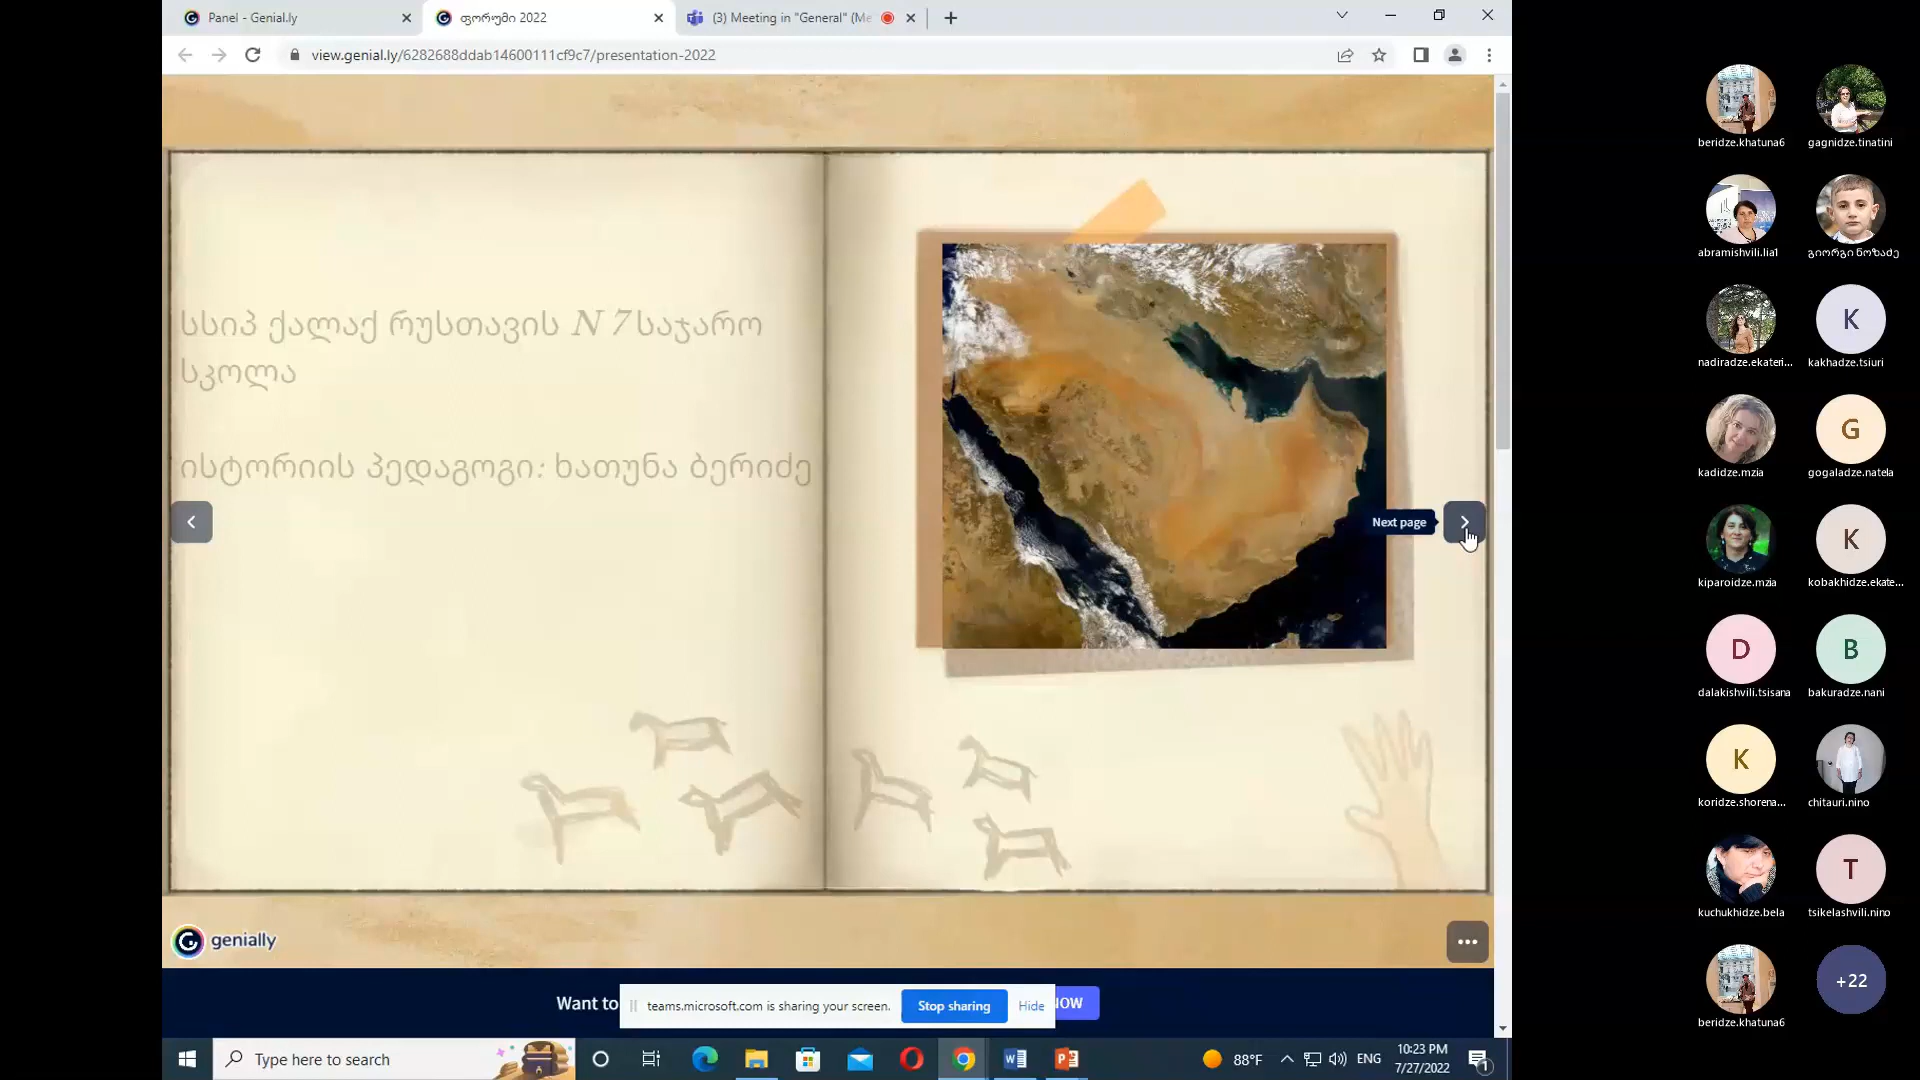 Panel - Genial.ly
ფორუმი 2022
(3) Meeting in "General" (Me
view.genial.ly/6282688ddab14600111cf9c7/presentation-2022
სსიპ ქალაქ რუსთავის N 7 საჯარო
სკოლა
ისტორიის პედაგოგი: ხათუნა ბერიძე
Next page
genially
Want to
teams.microsoft.com is sharing your screen.
Stop sharing
Hide
NOW
Type here to search
88°F
ENG
10:23 PM
7/27/2022
1
beridze.khatuna6
gagnidze.tinatini
abramishvili.lia1
გიორგი ნოზაძე
nadiradze.ekateri...
K
kakhadze.tsiuri
kadidze.mzia
G
gogaladze.natela
kiparoidze.mzia
K
kobakhidze.ekate...
D
dalakishvili.tsisana
B
bakuradze.nani
K
koridze.shorena...
chitauri.nino
kuchukhidze.bela
T
tsikelashvili.nino
beridze.khatuna6
+22